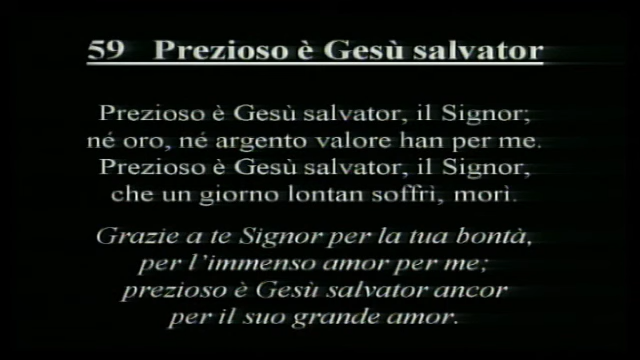 59 Prezioso è Gesù salvator
Prezioso è Gesù salvator, il Signor;
né oro, né argento valore han per me.
Prezioso è Gesù salvator, il Signor,
che un giorno lontan soffrì, morì.
Grazie a te Signor per la tua bontà,
per l'immenso amor per me;
prezioso è Gesù salvator ancor
per il suo grande amor.